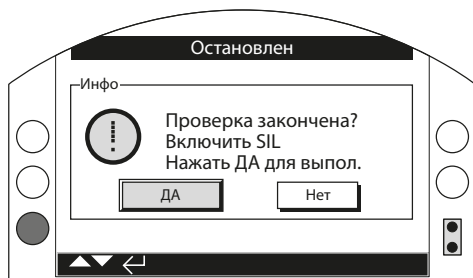 Остановлен
Инфо
Проверка закончена?
Включить SIL
Нажать ДА для выпол.
ДА Нет